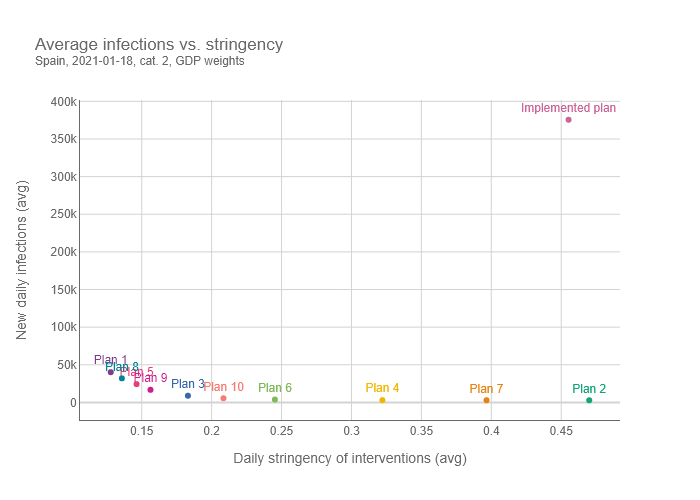 Average infections vs. stringency
Spain, 2021-01-18, cat. 2, GDP weights
400k
350k
300k
250k
200k
150k
100k
50k
0
New daily infections (avg)
Implemented plan
Plan 1
Plan 8
Plan 5
Plan 9
Plan 3
Plan 10
Plan 6
Plan 4
Plan 7
Plan 2
0.15
0.2
0.25
0.3
0.35
0.4
0.45
Daily stringency of interventions (avg)